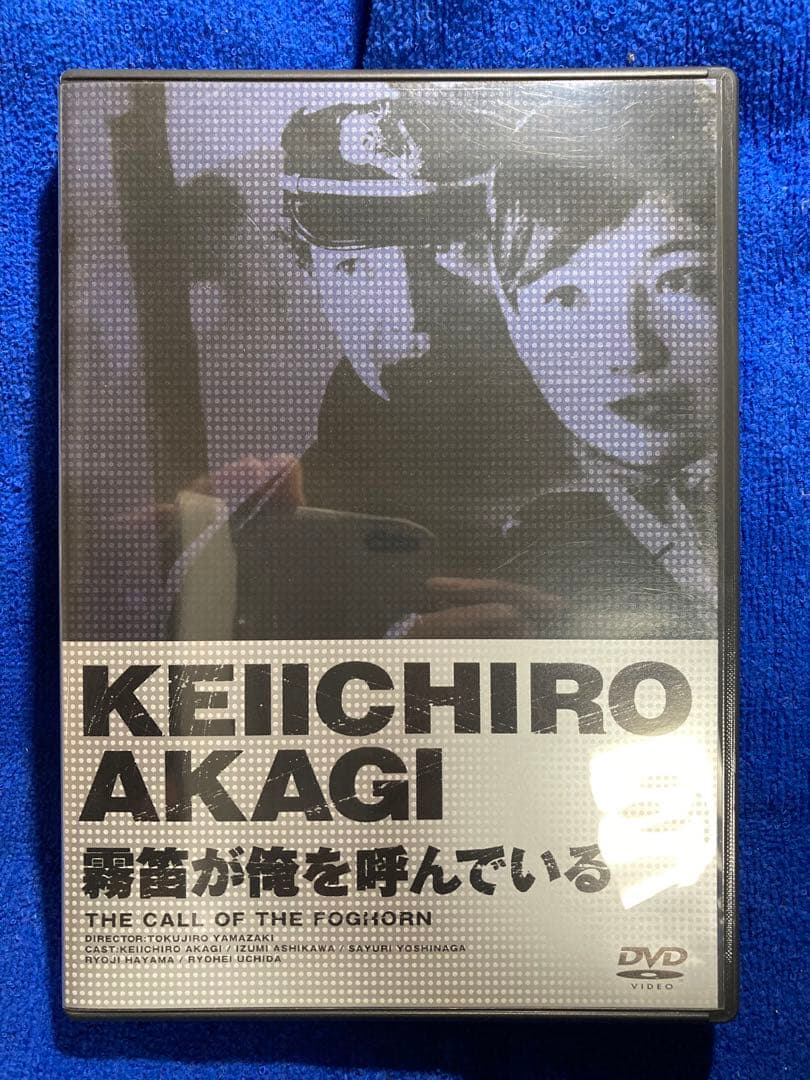 KEIICHIRO
AKAGI
霧笛が俺を呼んでいる
THE CALL OF THE FOGHORN
DIRECTOR:TOKUJIRO YAMAZAKI
CAST:KEIICHIRO AKAGI / IZUMI ASHIKAWA / SAYURI YOSHINAGA
RYOJI HAYAMA / RYOHEI UCHIDA
DVD
VIDEO